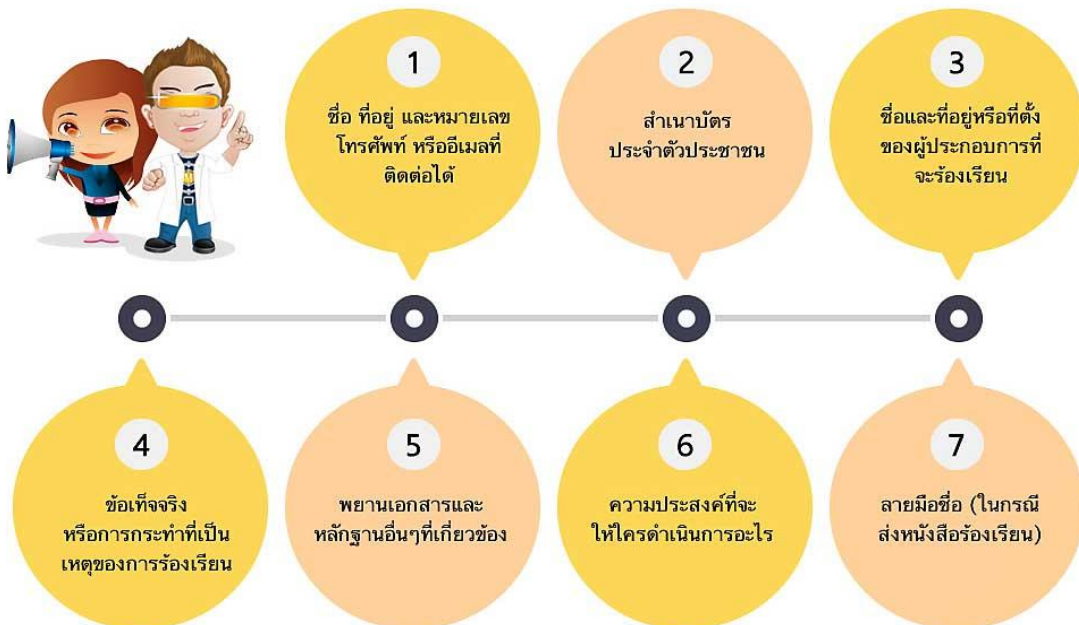 1
ชื่อ ที่อยู่ และหมายเลข
โทรศัพท์ หรืออีเมลที่
ติดต่อได้
2
สำเนาบัตร
ประจำตัวประชาชน
3
ชื่อและที่อยู่หรือที่ตั้ง
ของผู้ประกอบการที่
จะร้องเรียน
4
ข้อเท็จจริง
หรือการกระทำที่เป็น
เหตุของการร้องเรียน
5
พยานเอกสารและ
หลักฐานอื่นๆที่เกี่ยวข้อง
6
ความประสงค์ที่จะ
ให้ใครดำเนินการอะไร
7
ลายมือชื่อ (ในกรณี
ส่งหนังสือร้องเรียน)